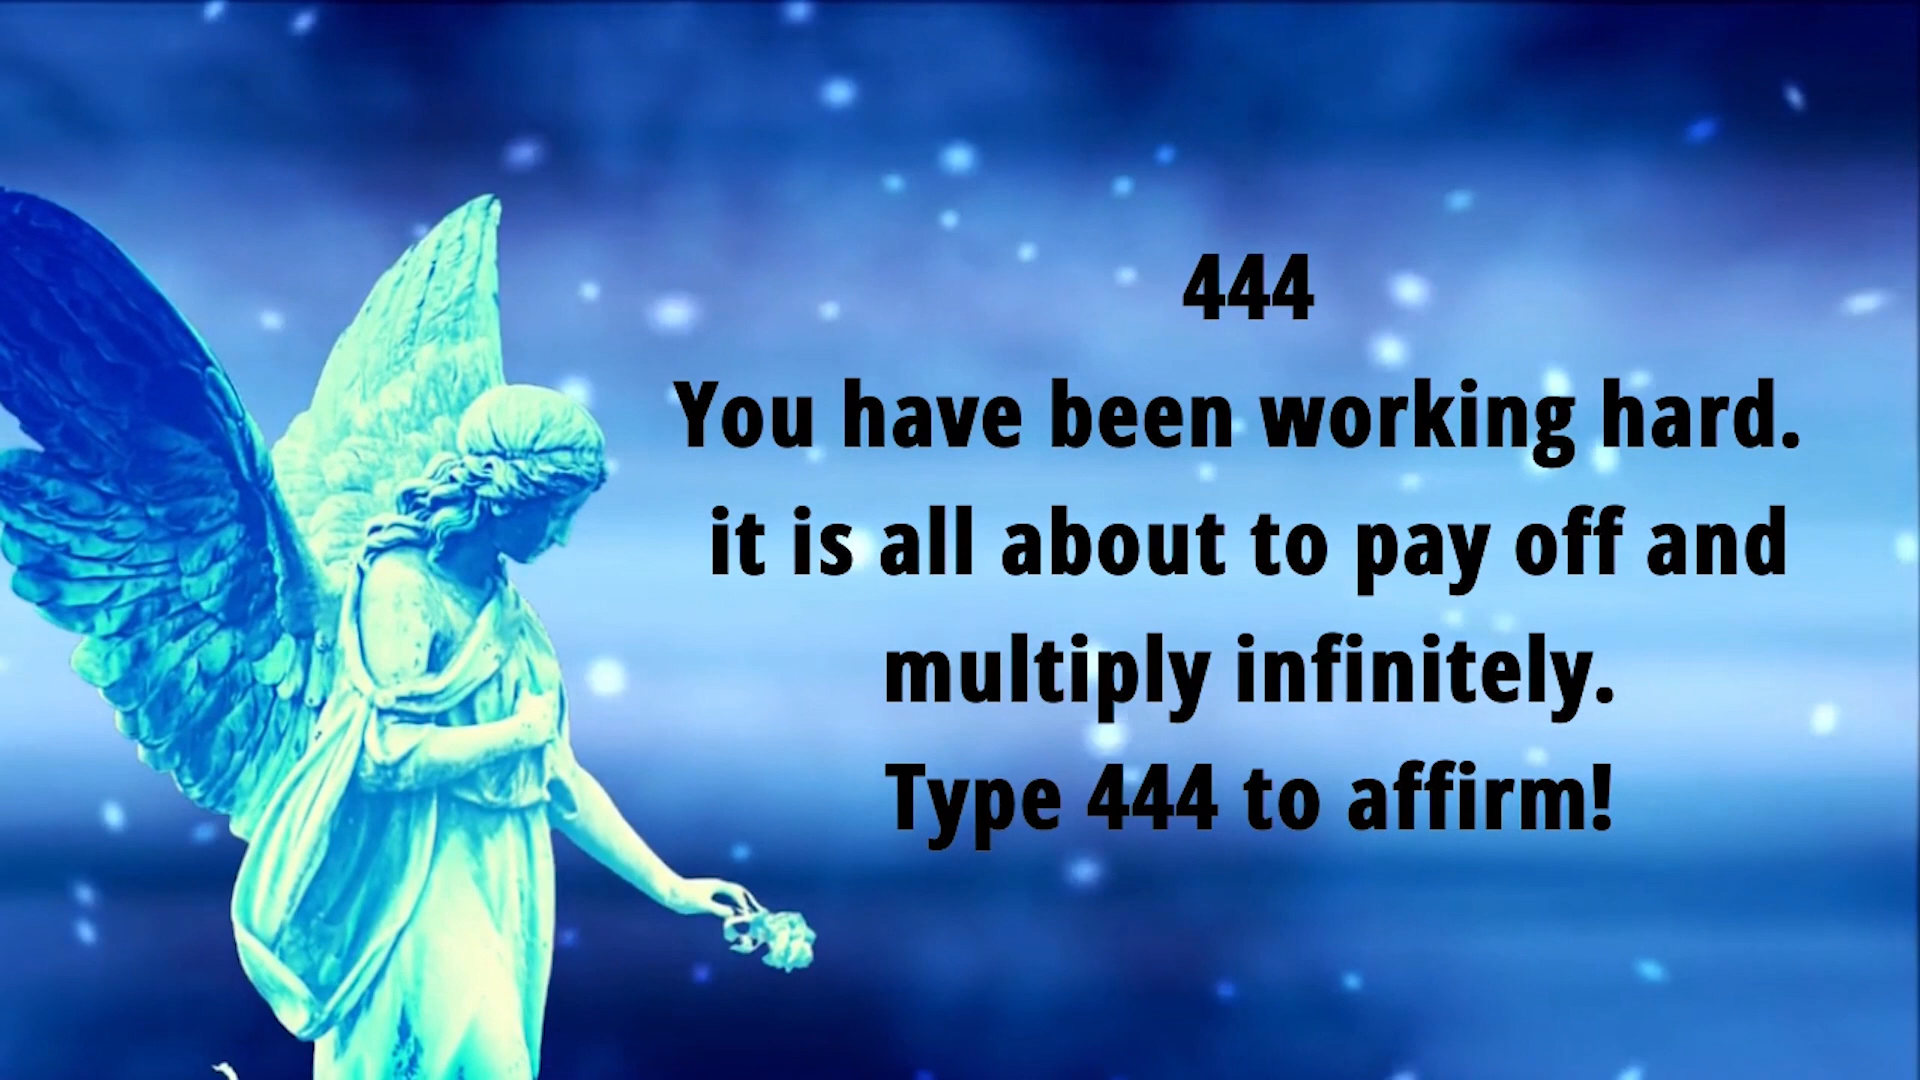 444
You have been working hard.
it is all about to pay off and
multiply infinitely.
Type 444 to affirm!